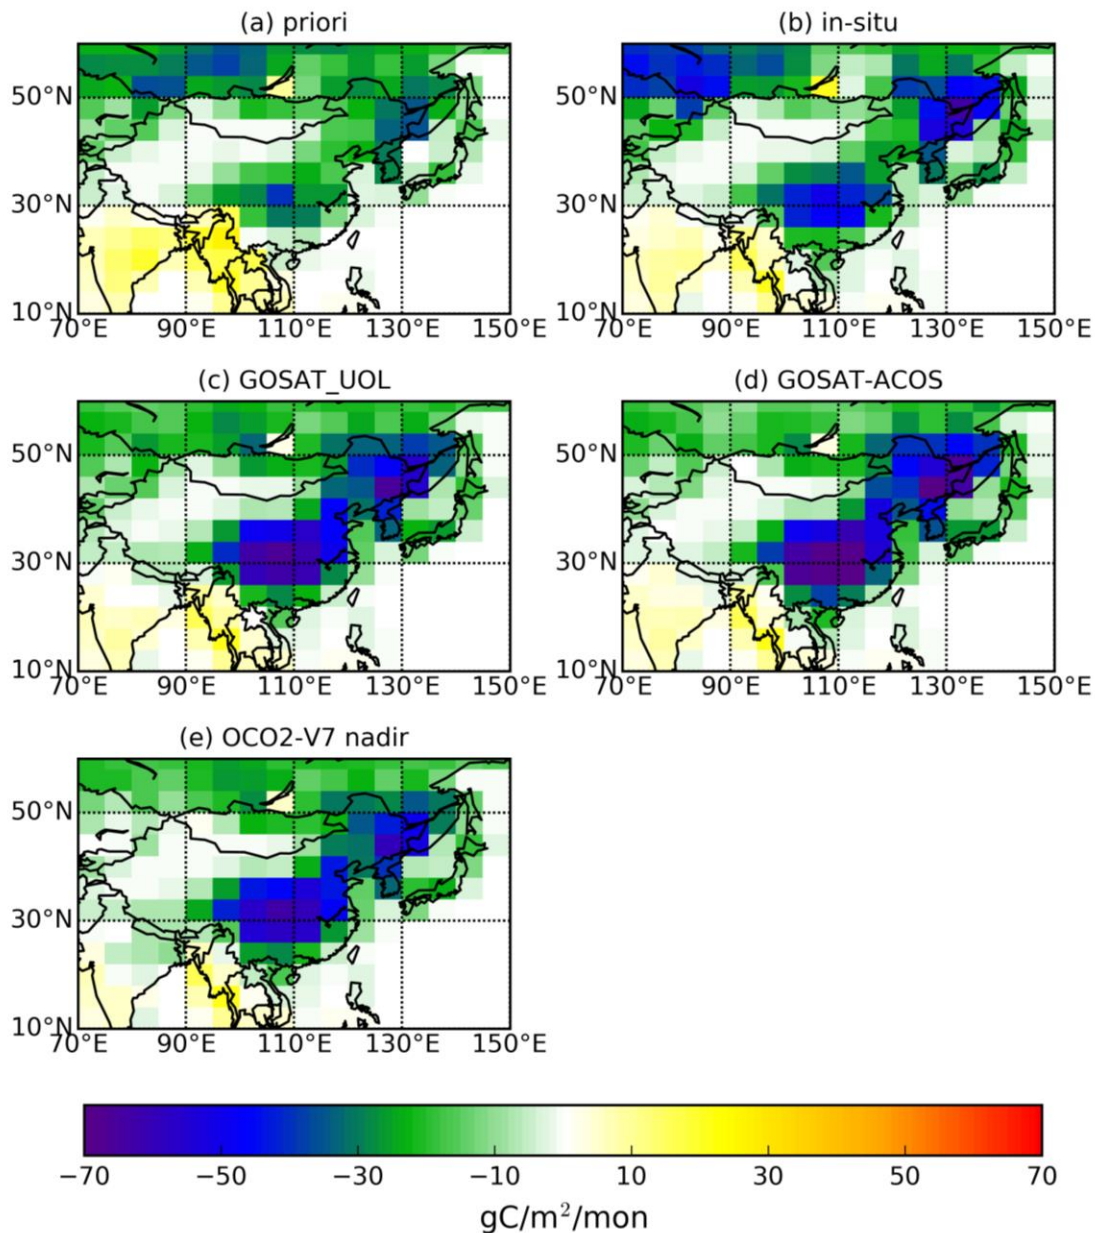 (a) priori
(b) in-situ
50°N
30°N
10°N
70°E 90°E 110°E 130°E 150°E
50°N
30°N
10°N
70°E 90°E 110°E 130°E 150°E
(c) GOSAT_UOL
(d) GOSAT-ACOS
50°N
30°N
10°N
70°E 90°E 110°E 130°E 150°E
50°N
30°N
10°N
70°E 90°E 110°E 130°E 150°E
(e) OCO2-V7 nadir
50°N
30°N
10°N
70°E 90°E 110°E 130°E 150°E
−70 −50 −30 −10 10 30 50 70
gC/m²/mon